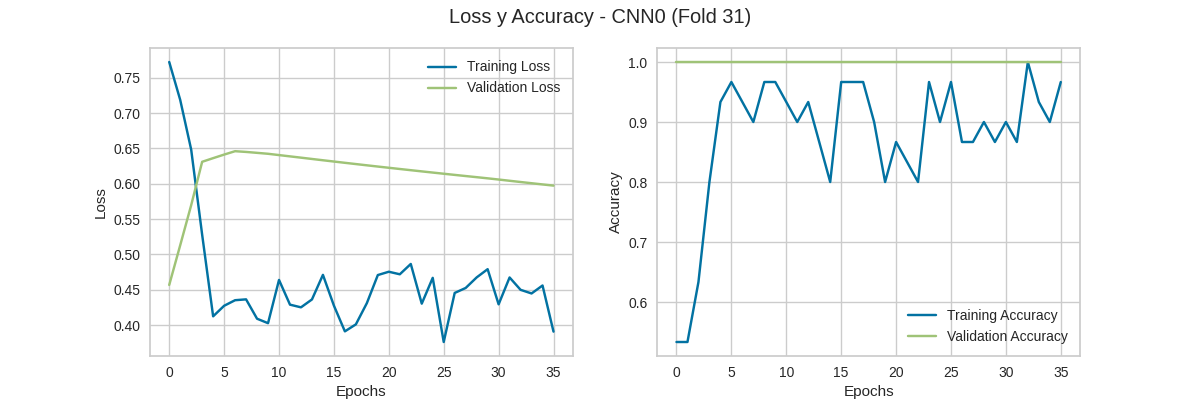 Loss y Accuracy - CNN0 (Fold 31)
Loss
0.75
0.70
0.65
0.60
0.55
0.50
0.45
0.40
Training Loss
Validation Loss
0 5 10 15 20 25 30 35
Epochs
Accuracy
1.0
0.9
0.8
0.7
0.6
Training Accuracy
Validation Accuracy
0 5 10 15 20 25 30 35
Epochs